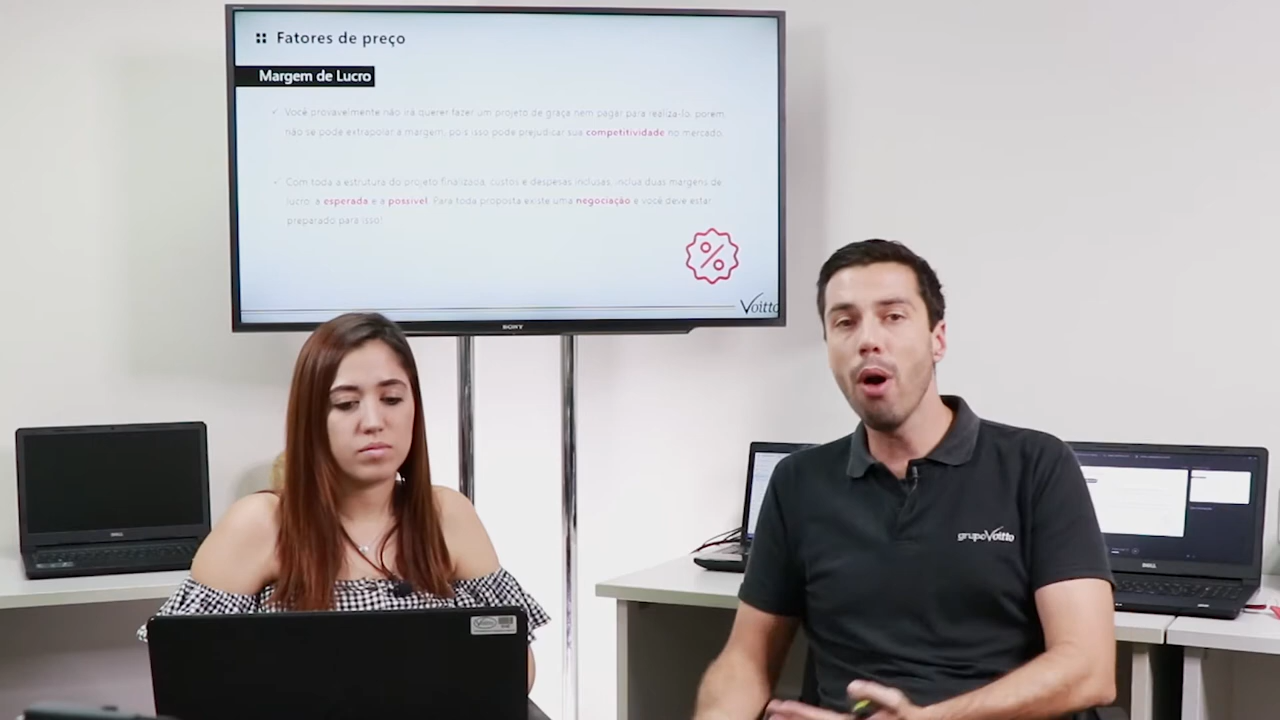 Fatores de preço
Margem de Lucro
✓ Você provavelmente não irá querer fazer um projeto de graça nem pagar para realiza-lo, porém
não se pode extrapolar a margem, pois isso pode prejudicar sua competitividade no mercado.
✓ Com toda a estrutura do projeto finalizada, custos e despesas inclusas, inclua duas margens de
lucro, a esperada e a possível. Para toda proposta existe uma negociação e você deve estar
preparado para isso!
%
Voitto
SONY
DELL
grupoVoitto
DELL
Voitto